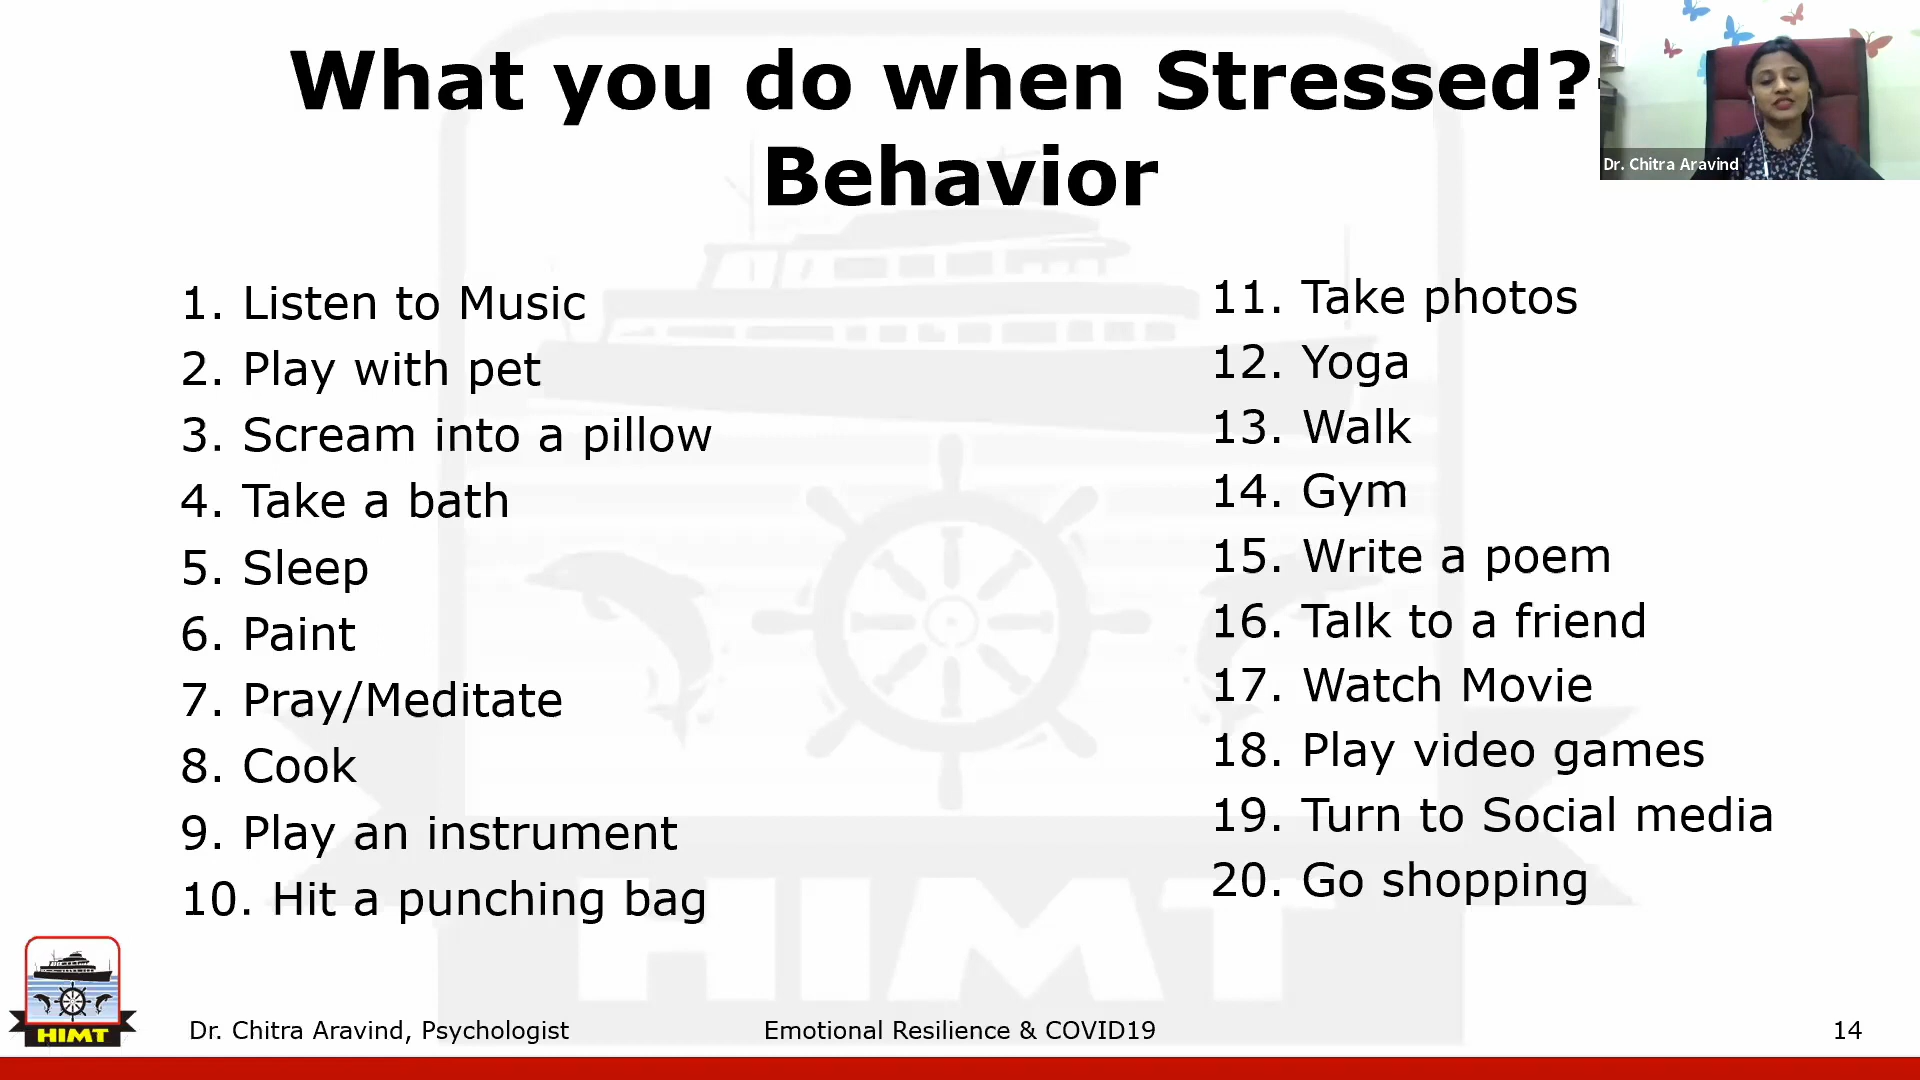 What you do when Stressed?-
Behavior
Dr. Chitra Aravind
1. Listen to Music
2. Play with pet
3. Scream into a pillow
4. Take a bath
5. Sleep
6. Paint
7. Pray/Meditate
8. Cook
9. Play an instrument
10. Hit a punching bag
11. Take photos
12. Yoga
13. Walk
14. Gym
15. Write a poem
16. Talk to a friend
17. Watch Movie
18. Play video games
19. Turn to Social media
20. Go shopping
HIMT
HIMT
Dr. Chitra Aravind, Psychologist
Emotional Resilience & COVID19
14